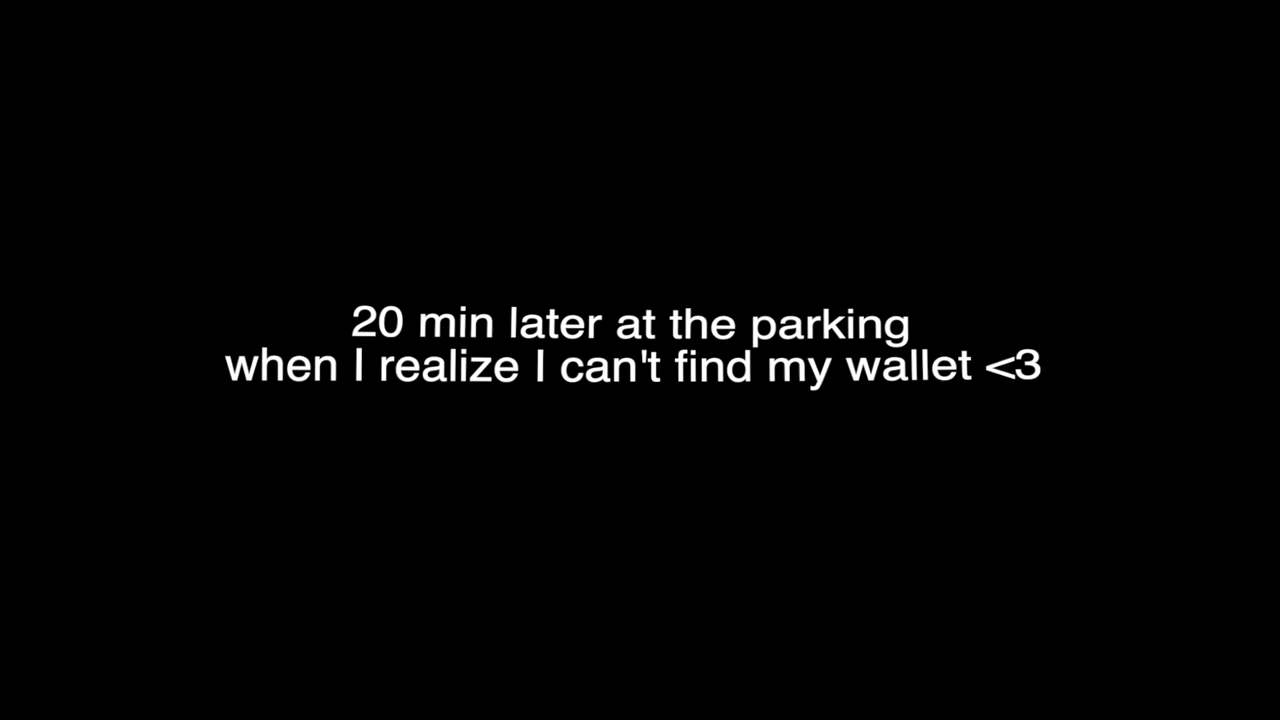 20 min later at the parking
when I realize I can't find my wallet <3